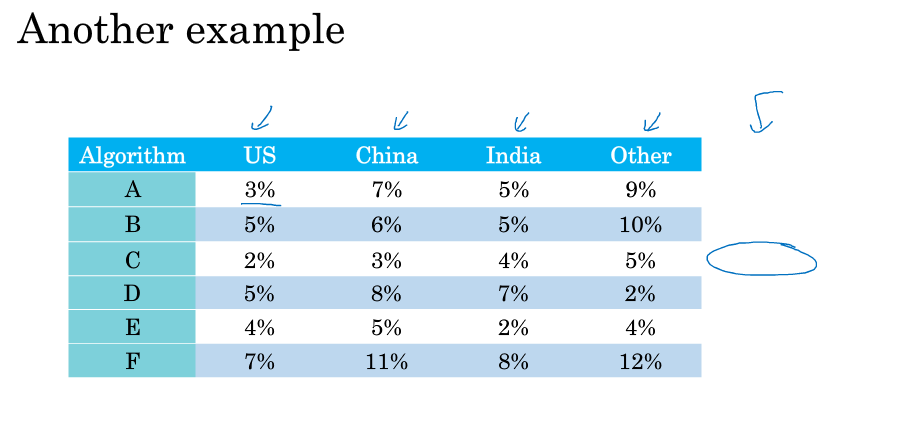 Another example
Algorithm US China India Other
A 3% 7% 5% 9%
B 5% 6% 5% 10%
C 2% 3% 4% 5%
D 5% 8% 7% 2%
E 4% 5% 2% 4%
F 7% 11% 8% 12%